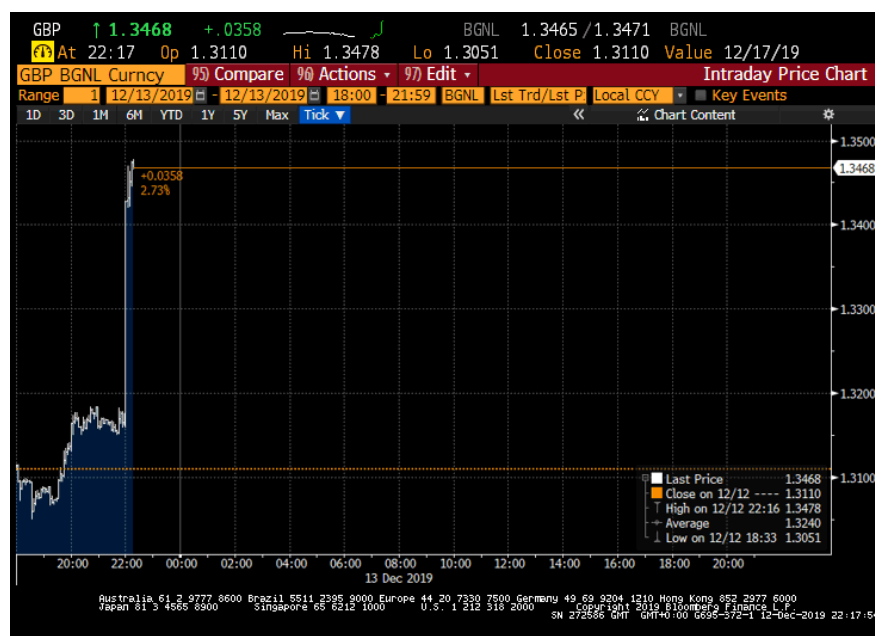 GBP ↑ 1.3468 +.0358 BGNL 1.3465 / 1.3471 BGNL
At 22:17 Op 1.3110 Hi 1.3478 Lo 1.3051 Close 1.3110 Value 12/17/19
GBP BGNL Curncy 95) Compare 96) Actions 97) Edit Intraday Price Chart
Range 1 12/13/2019 - 12/13/2019 18:00 - 21:59 BGNL Lst Trd/Lst P Local CCY Key Events
1D 3D 1M 6M YTD 1Y 5Y Max Tick ▼ « Chart Content
1.3500
1.3468
+0.0358
2.73%
1.3400
1.3300
1.3200
1.3100
Last Price 1.3468
Close on 12/12 ---- 1.3110
High on 12/12 22:16 1.3478
Average 1.3240
Low on 12/12 18:33 1.3051
20:00 22:00 00:00 02:00 04:00 06:00 08:00 10:00 12:00 14:00 16:00 18:00 20:00
13 Dec 2019
Australia 61 2 9777 8600 Brazil 5511 2395 9000 Europe 44 20 7330 7500 Germany 49 69 9204 1210 Hong Kong 852 2977 6000
Japan 81 3 4565 8900 Singapore 65 6212 1000 U.S. 1 212 318 2000 Copyright 2019 Bloomberg Finance L.P.
SN 272586 GMT GMT+0:00 G695-372-1 12-Dec-2019 22:17:54